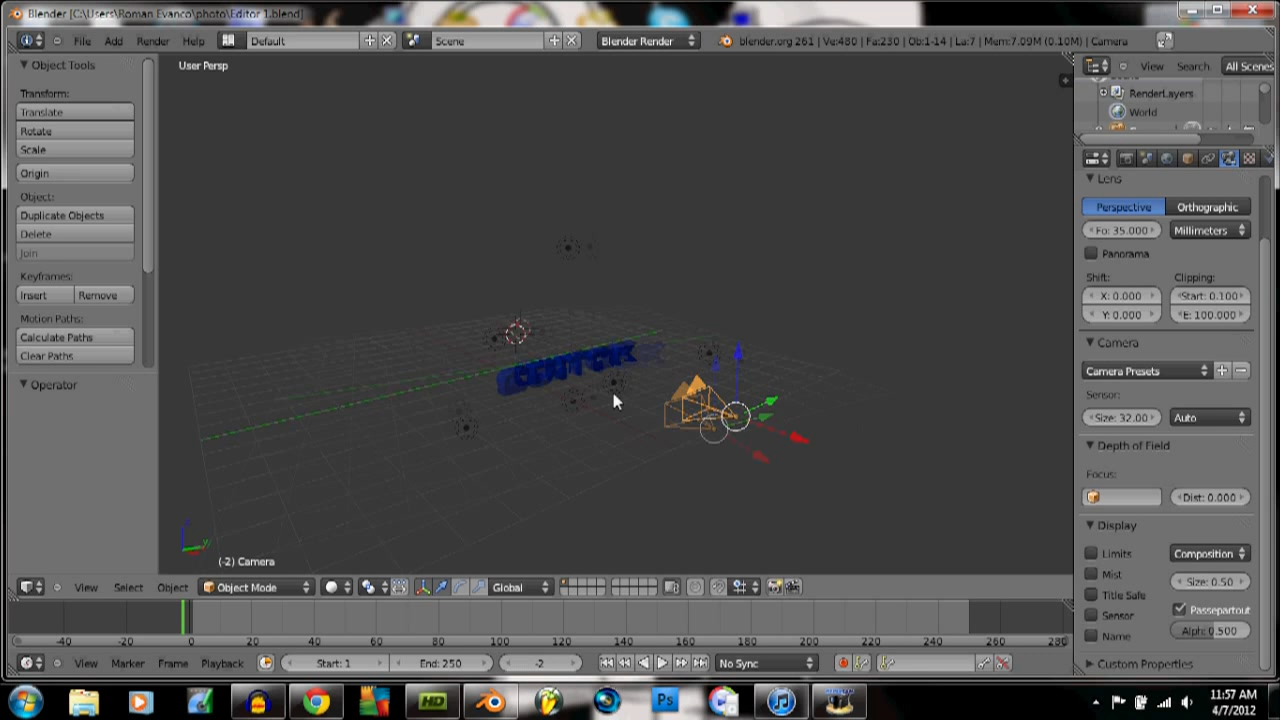 Blender [C:\Users\Roman Evanco\photo\Editor 1.blend]
File Add Render Help Default Scene Blender Render blender.org 261 | Ve:480 | Fa:230 | Ob:1-14 | La:7 | Mem:7.09M (0.10M) | Camera
Object Tools
Transform:
Translate
Rotate
Scale
Origin
Object:
Duplicate Objects
Delete
Join
Keyframes:
Insert Remove
Motion Paths:
Calculate Paths
Clear Paths
Operator
User Persp
(-2) Camera
View Search All Scenes
RenderLayers
World
Lens
Perspective Orthographic
Fo: 35.000 Millimeters
Panorama
Shift: Clipping:
X: 0.000 Start: 0.100
Y: 0.000 E: 100.000
Camera
Camera Presets
Sensor:
Size: 32.00 Auto
Depth of Field
Focus:
Dist: 0.000
Display
Limits Composition
Mist Size: 0.50
Title Safe
Sensor Passepartout
Name Alph: 0.500
Custom Properties
View Select Object Object Mode Global
-40 -20 0 20 40 60 80 100 120 140 160 180 200 220 240 260 280
View Marker Frame Playback Start: 1 End: 250 -2 No Sync
HD Ps 11:57 AM
4/7/2012